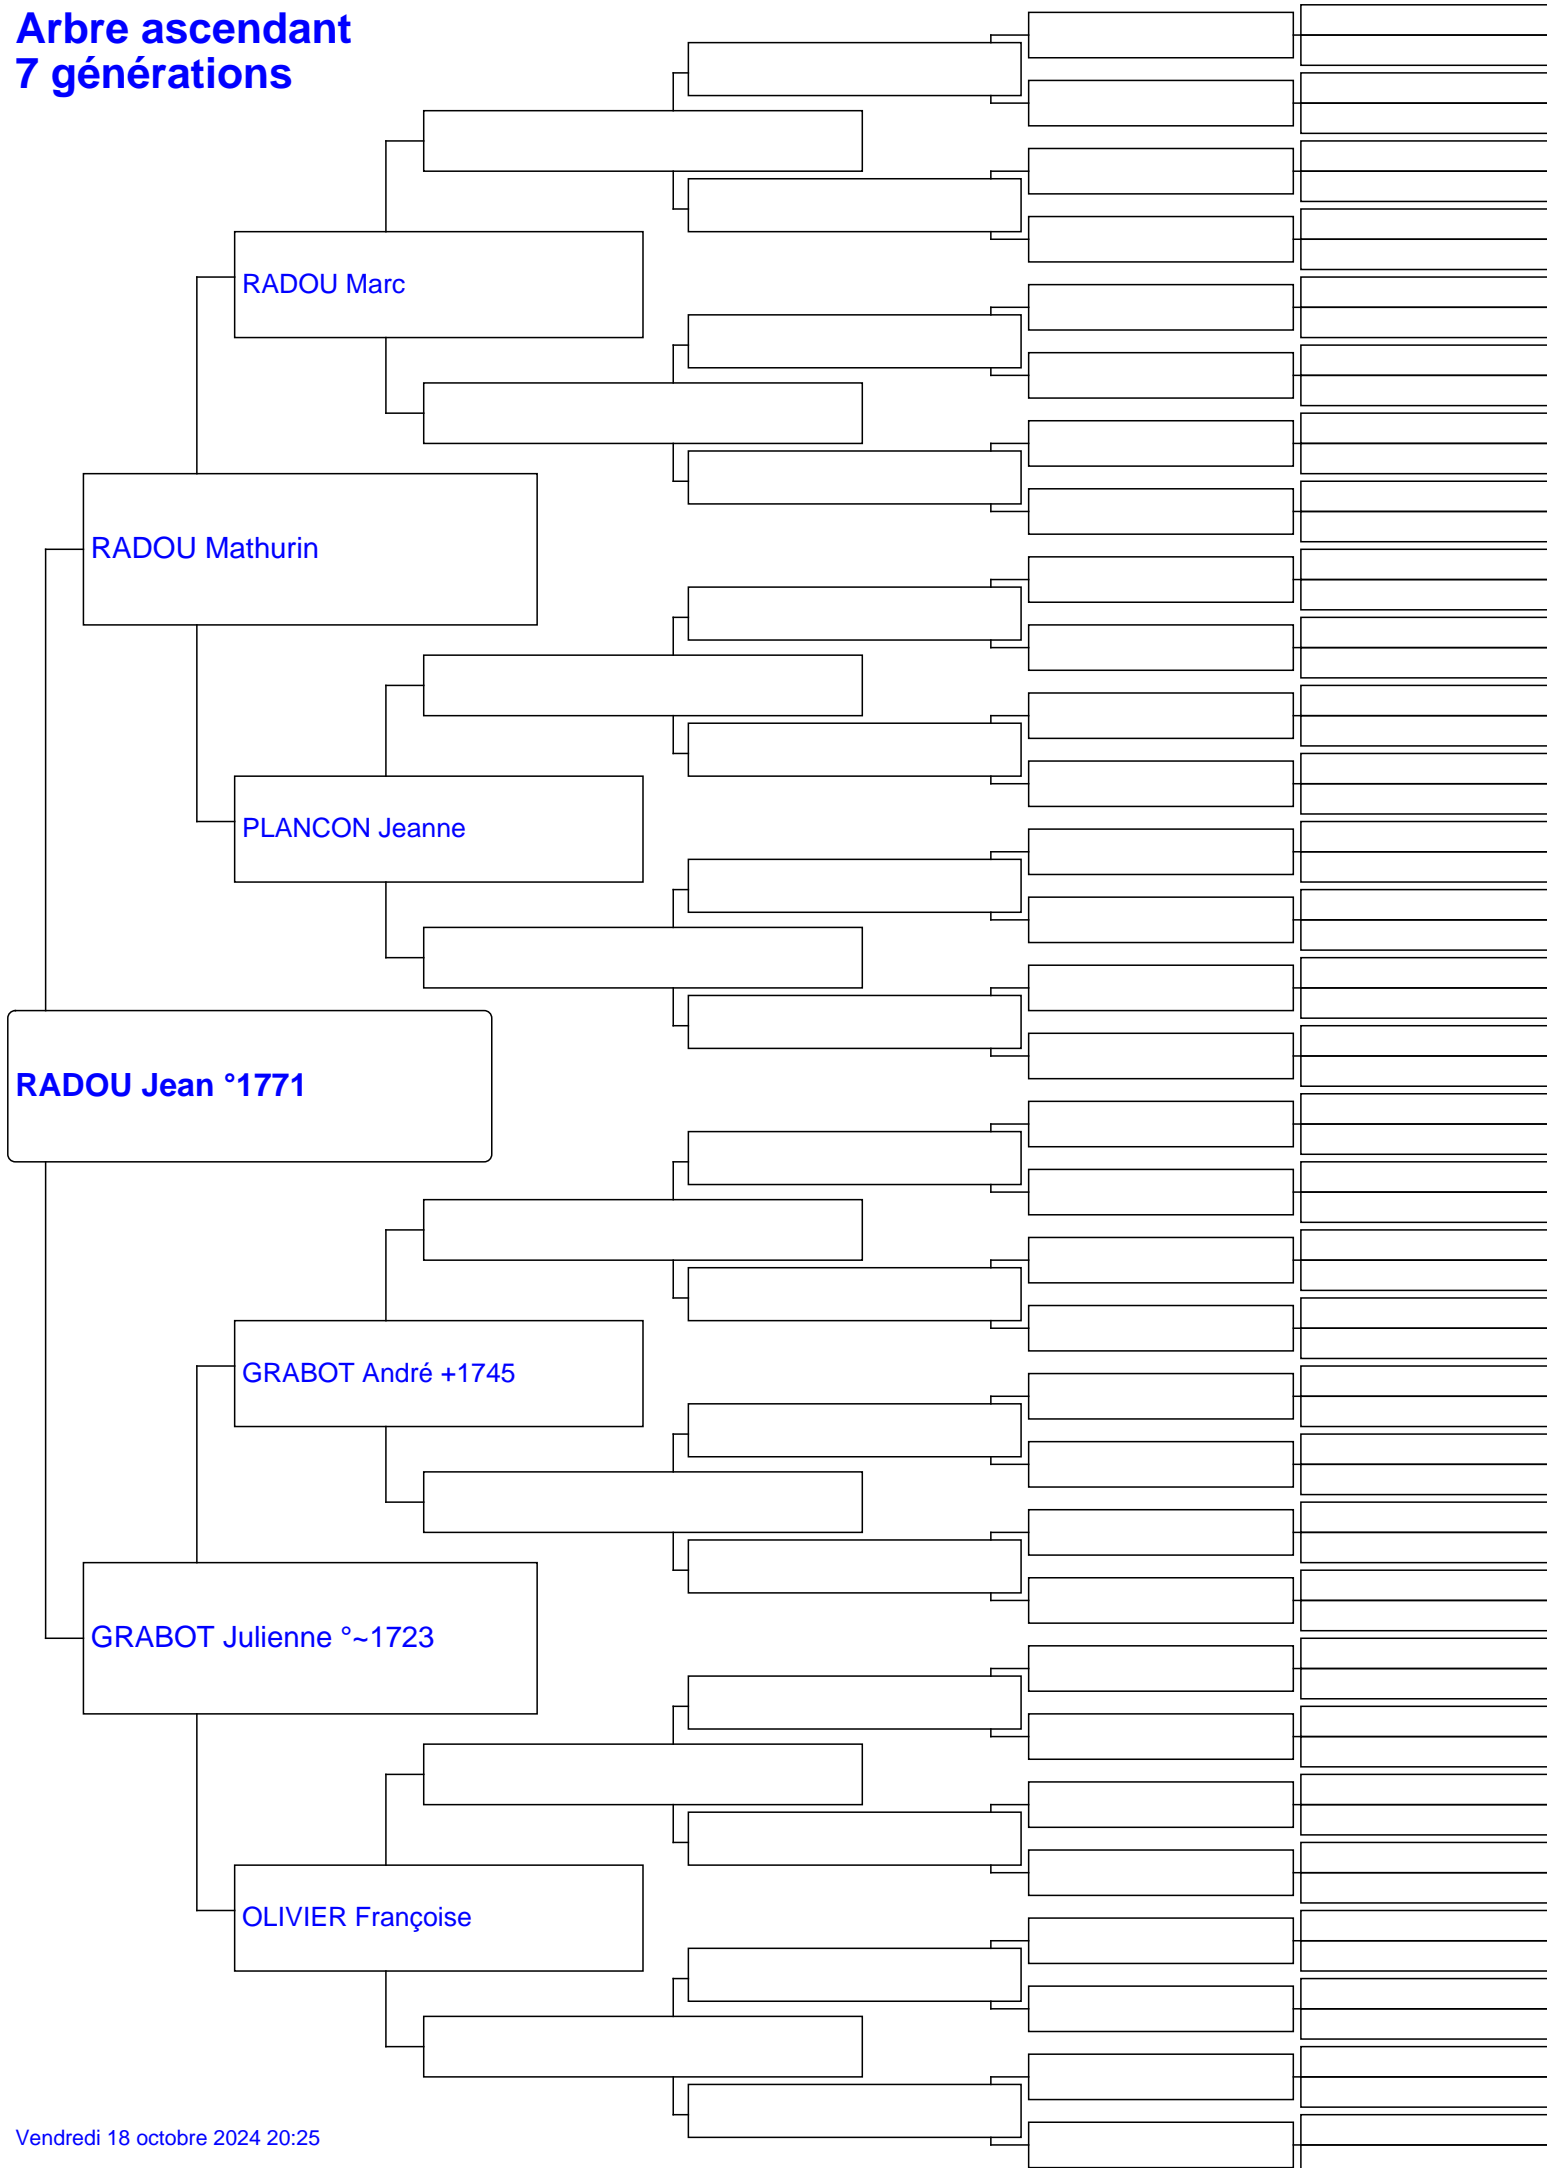 Arbre ascendant
7 générations
RADOU Marc
RADOU Mathurin
PLANCON Jeanne
RADOU Jean °1771
GRABOT André +1745
GRABOT Julienne °~1723
OLIVIER Françoise
Vendredi 18 octobre 2024 20:25